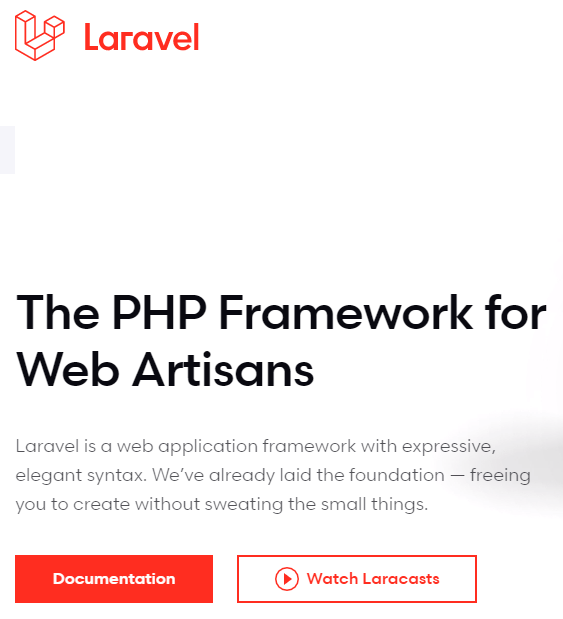 Laravel
The PHP Framework for
Web Artisans
Laravel is a web application framework with expressive,
elegant syntax. We’ve already laid the foundation — freeing
you to create without sweating the small things.
Documentation
Watch Laracasts